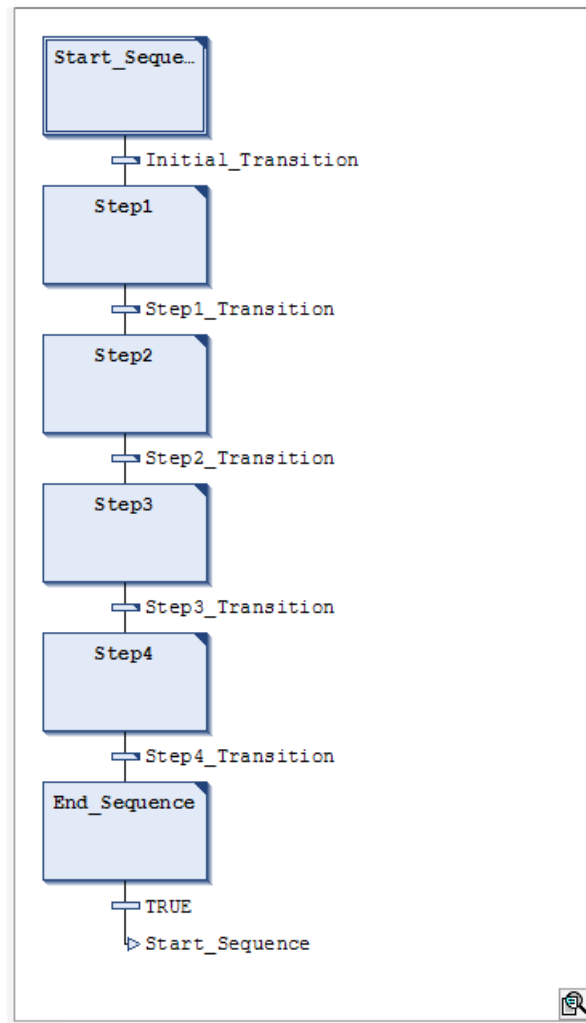 Start_Seque…
Initial_Transition
Step1
Step1_Transition
Step2
Step2_Transition
Step3
Step3_Transition
Step4
Step4_Transition
End_Sequence
TRUE
Start_Sequence